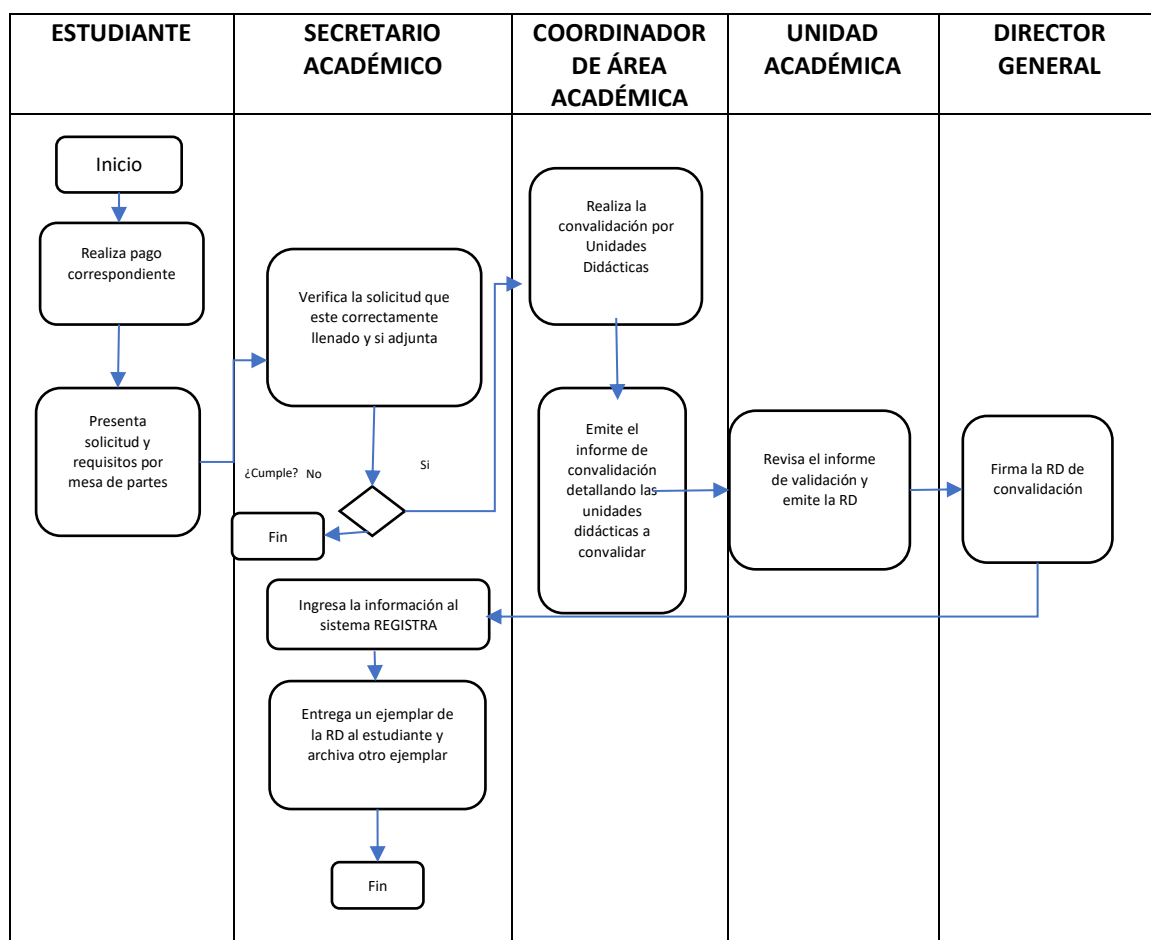 ESTUDIANTE
SECRETARIO
ACADÉMICO
COORDINADOR
DE ÁREA
ACADÉMICA
UNIDAD
ACADÉMICA
DIRECTOR
GENERAL
Inicio
Realiza pago
correspondiente
Presenta
solicitud y
requisitos por
mesa de partes
Verifica la solicitud que
este correctamente
llenado y si adjunta
¿Cumple? No
Si
Fin
Realiza la
convalidación por
Unidades
Didácticas
Emite el
informe de
convalidación
detallando las
unidades
didácticas a
convalidar
Revisa el informe
de validación y
emite la RD
Firma la RD de
convalidación
Ingresa la información al
sistema REGISTRA
Entrega un ejemplar de
la RD al estudiante y
archiva otro ejemplar
Fin